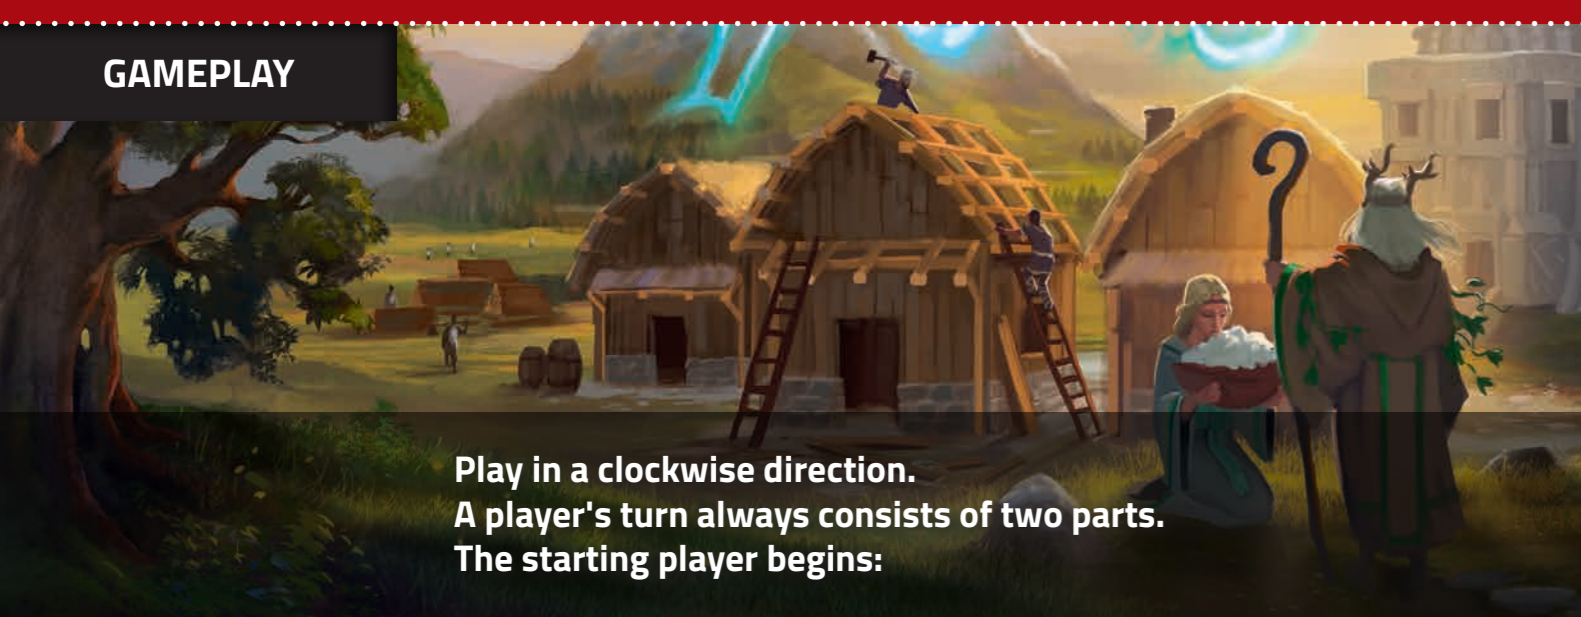 GAMEPLAY
Play in a clockwise direction.
A player's turn always consists of two parts.
The starting player begins: